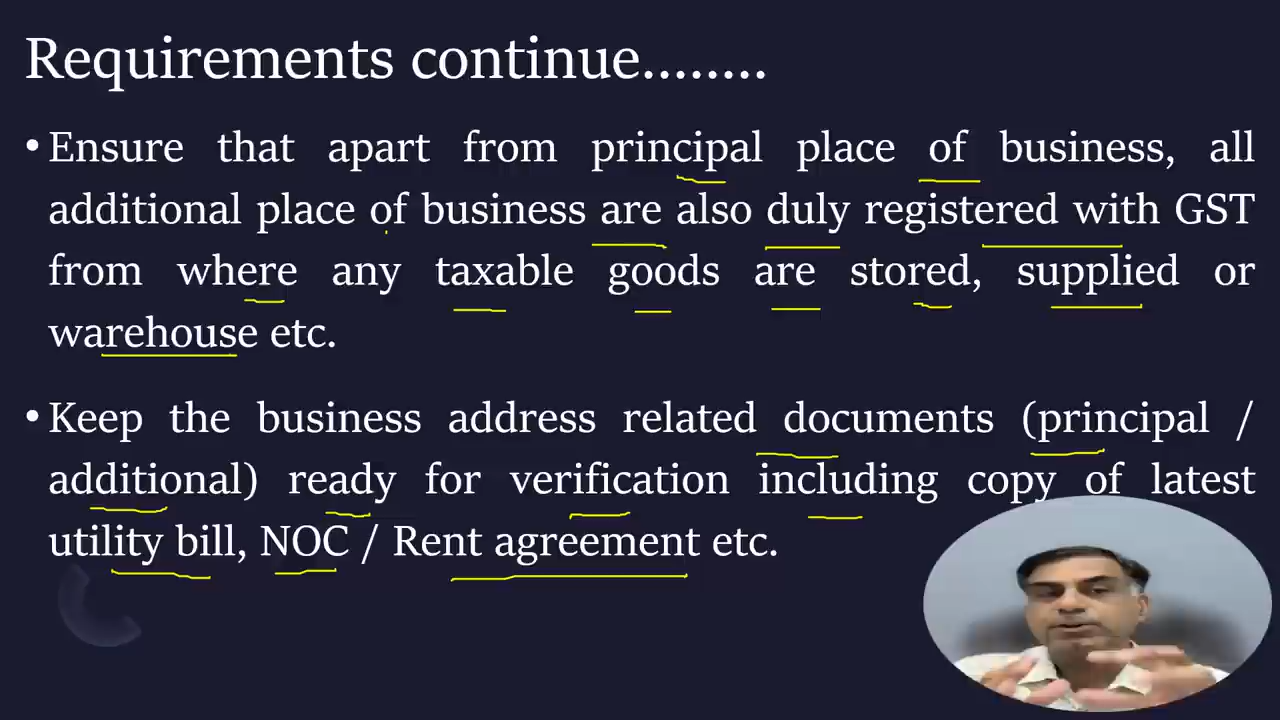 Requirements continue........
• Ensure that apart from principal place of business, all
additional place of business are also duly registered with GST
from where any taxable goods are stored, supplied or
warehouse etc.
• Keep the business address related documents (principal /
additional) ready for verification including copy of latest
utility bill, NOC / Rent agreement etc.